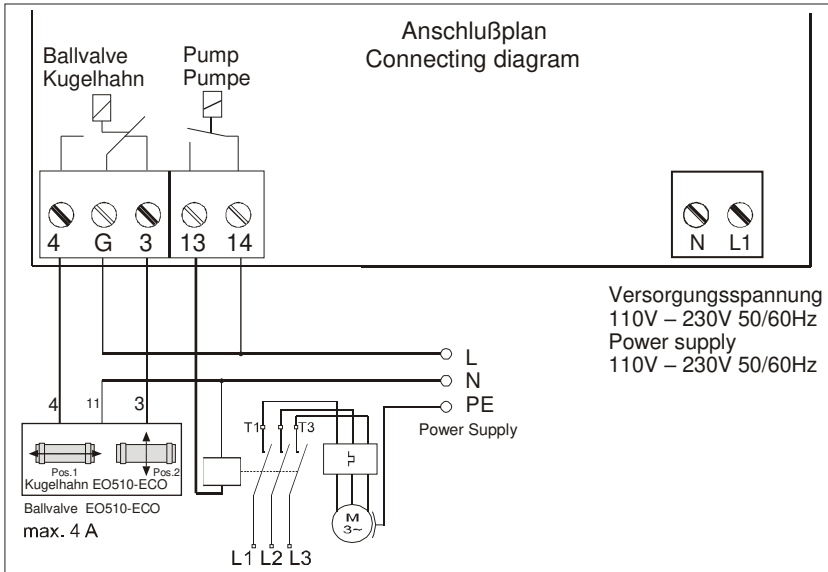 Anschlußplan
Connecting diagram
Ballvalve
Kugelhahn
Pump
Pumpe
4 G 3 13 14
N L1
Versorgungsspannung
110V – 230V 50/60Hz
Power supply
110V – 230V 50/60Hz
L
N
PE
Power Supply
4 11 3
T1 T3
Pos.1 Pos.2
Kugelhahn EO510-ECO
Ballvalve EO510-ECO
max. 4 A
M
3~
L1 L2 L3